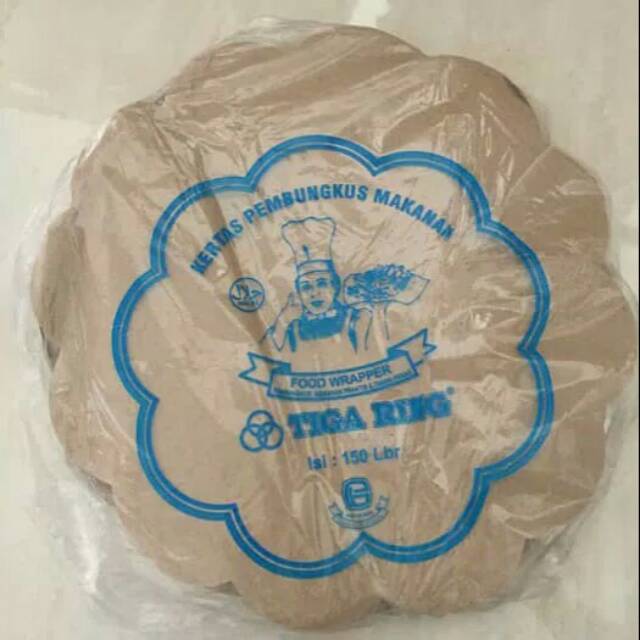 KERTAS PEMBUNGKUS MAKANAN
FOOD WRAPPER
TIGA RING®
Isi : 150 Lbr